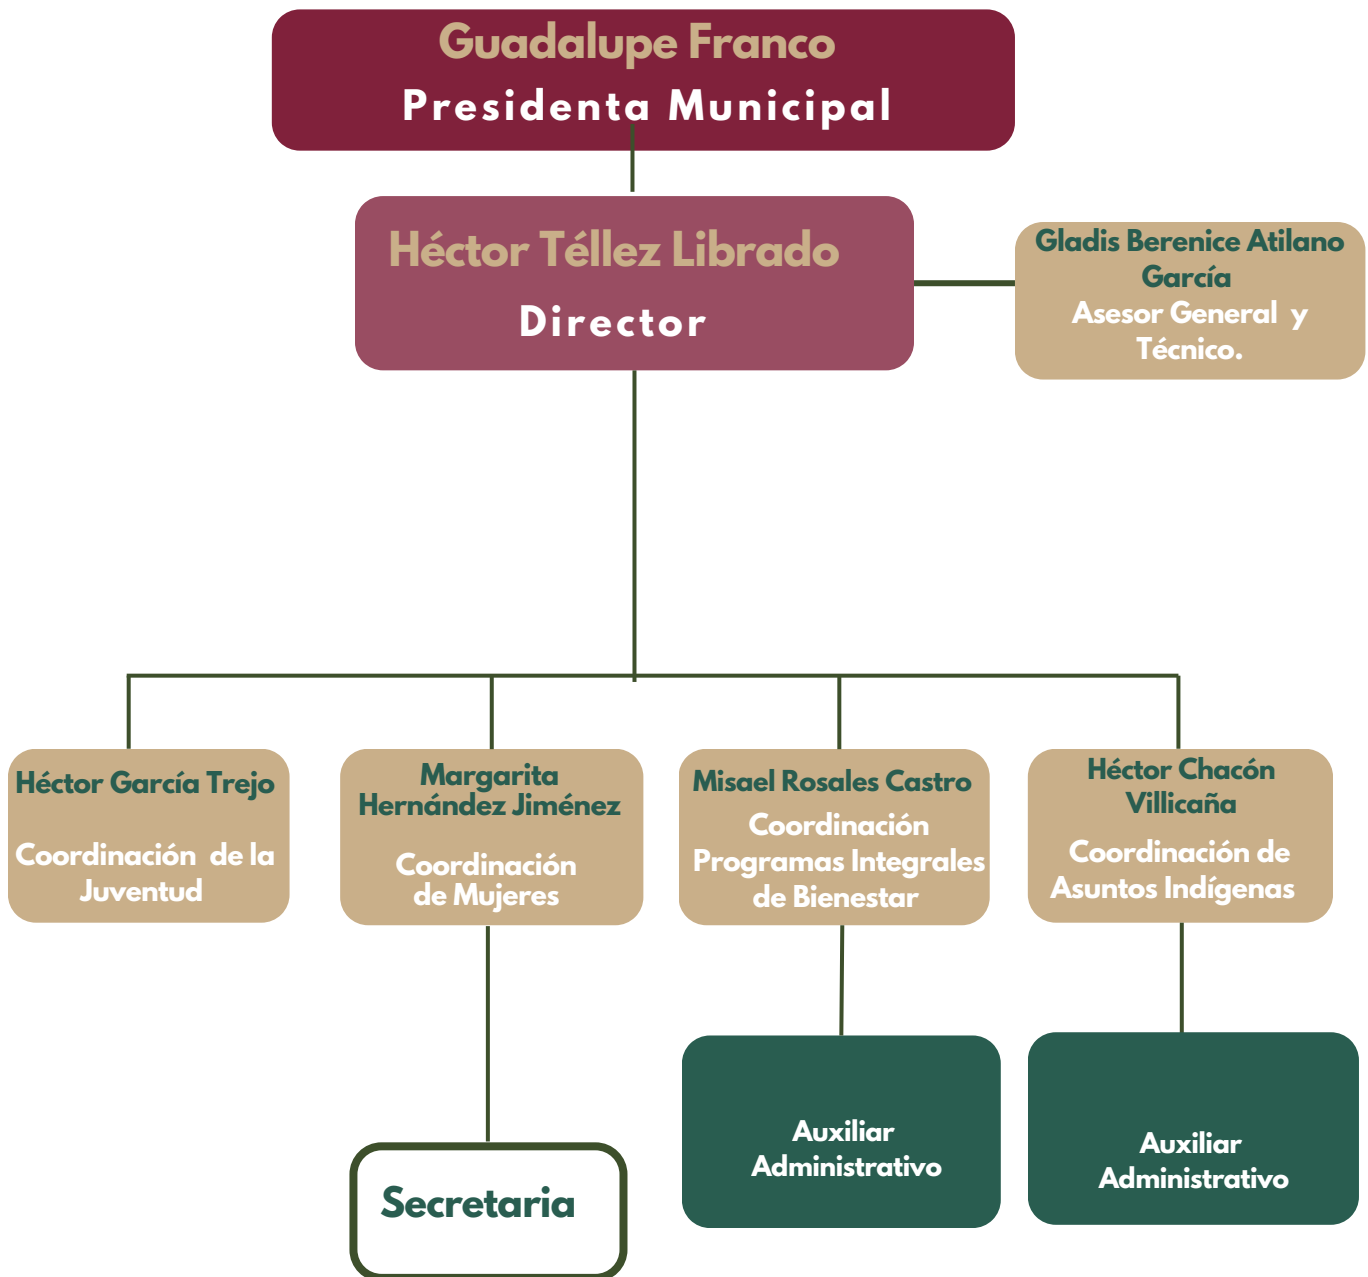 Guadalupe Franco
Presidenta Municipal
Héctor Téllez Librado
Director
Gladis Berenice Atilano
García
Asesor General y
Técnico.
Héctor García Trejo
Coordinación de la
Juventud
Margarita
Hernández Jiménez
Coordinación
de Mujeres
Misael Rosales Castro
Coordinación
Programas Integrales
de Bienestar
Héctor Chacón
Villicaña
Coordinación de
Asuntos Indígenas
Secretaria
Auxiliar
Administrativo
Auxiliar
Administrativo